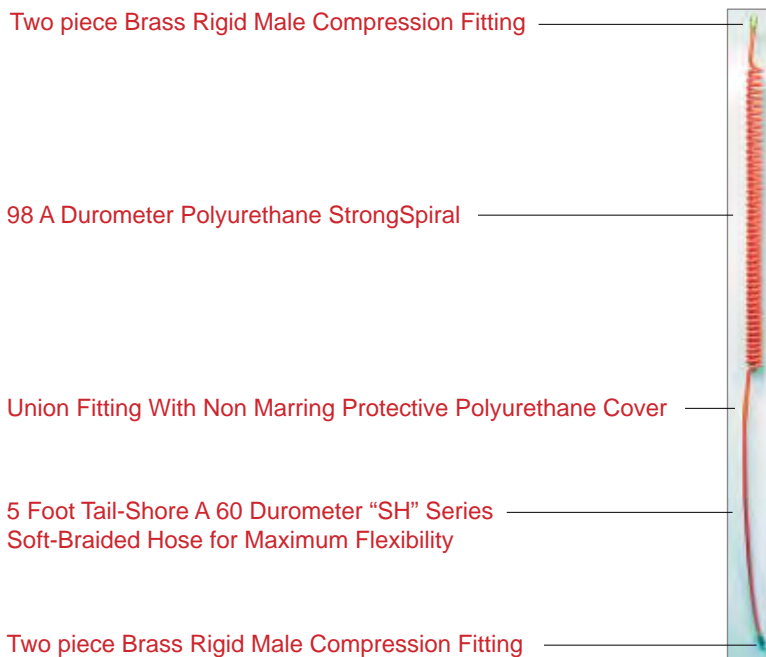 Two piece Brass Rigid Male Compression Fitting
98 A Durometer Polyurethane StrongSpiral
Union Fitting With Non Marring Protective Polyurethane Cover
5 Foot Tail-Shore A 60 Durometer “SH” Series
Soft-Braided Hose for Maximum Flexibility
Two piece Brass Rigid Male Compression Fitting